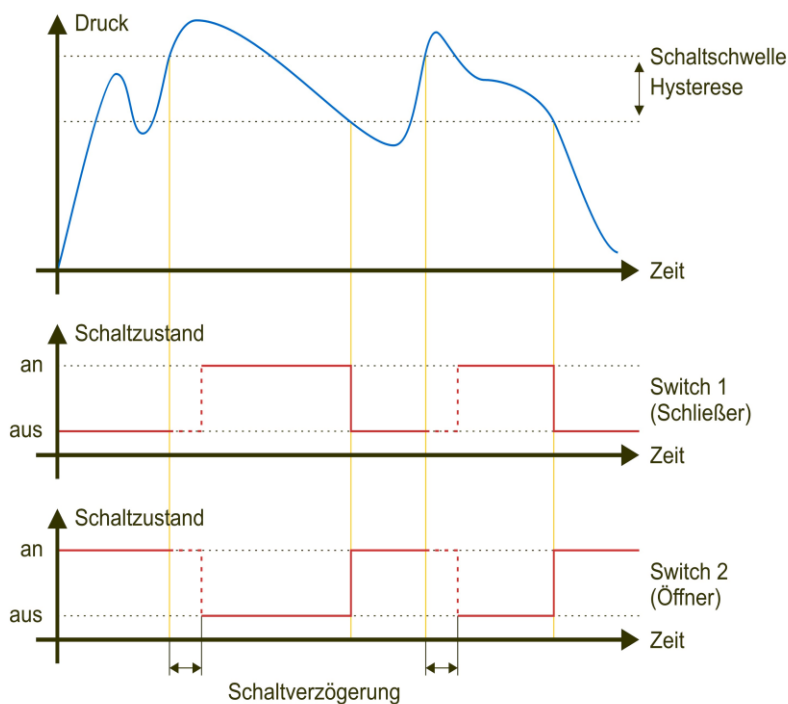 Druck
Schaltschwelle
Hysterese
Zeit
Schaltzustand
an
aus
Switch 1
(Schließer)
Zeit
Schaltzustand
an
aus
Switch 2
(Öffner)
Zeit
Schaltverzögerung